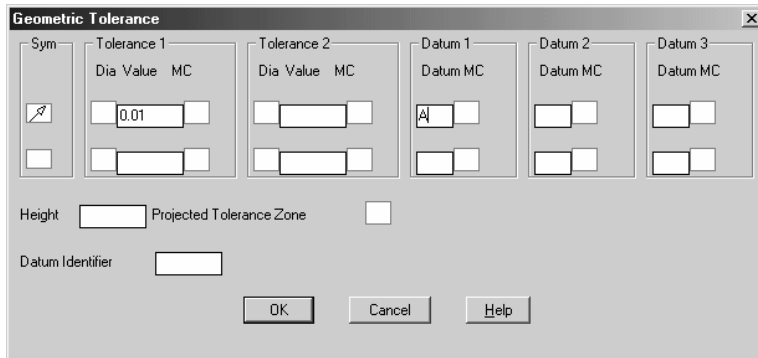 Geometric Tolerance
Sym Tolerance 1 Tolerance 2 Datum 1 Datum 2 Datum 3
Dia Value MC Dia Value MC Datum MC Datum MC Datum MC
0.01 A
Height Projected Tolerance Zone
Datum Identifier
OK Cancel Help